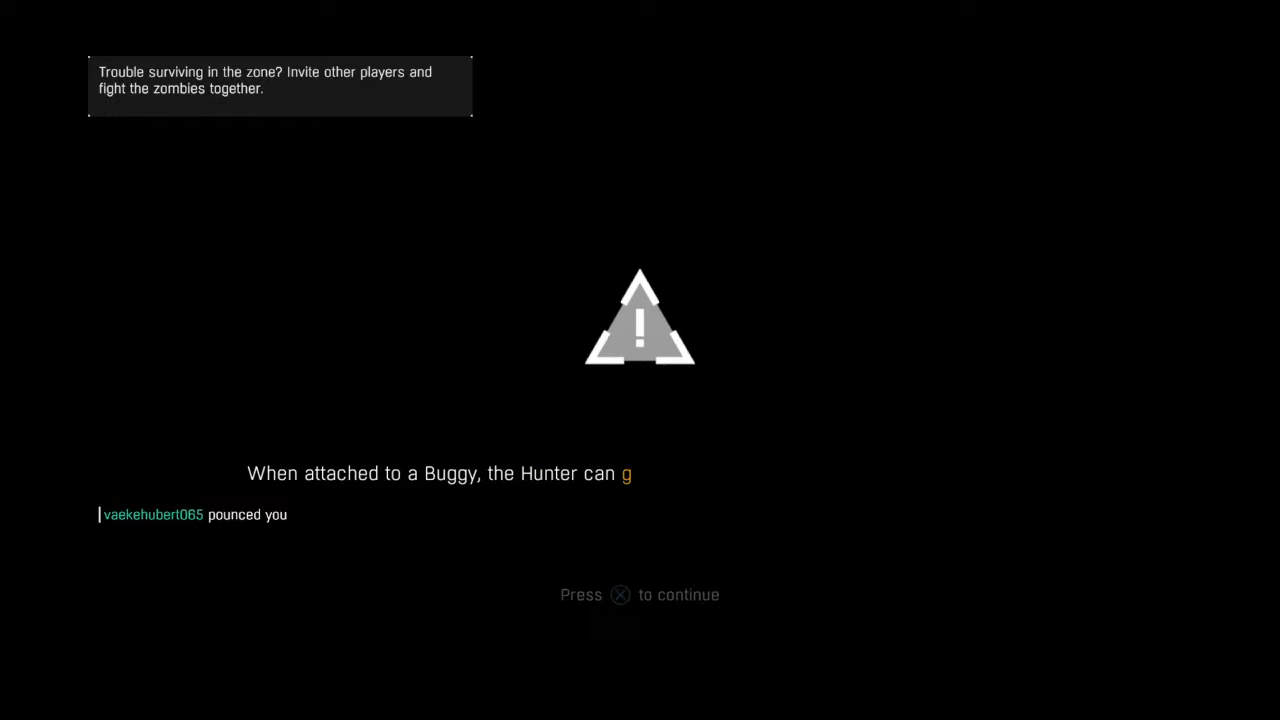 Trouble surviving in the zone? Invite other players and
fight the zombies together.
When attached to a Buggy, the Hunter can g
vaekehubert065 pounced you
Press to continue